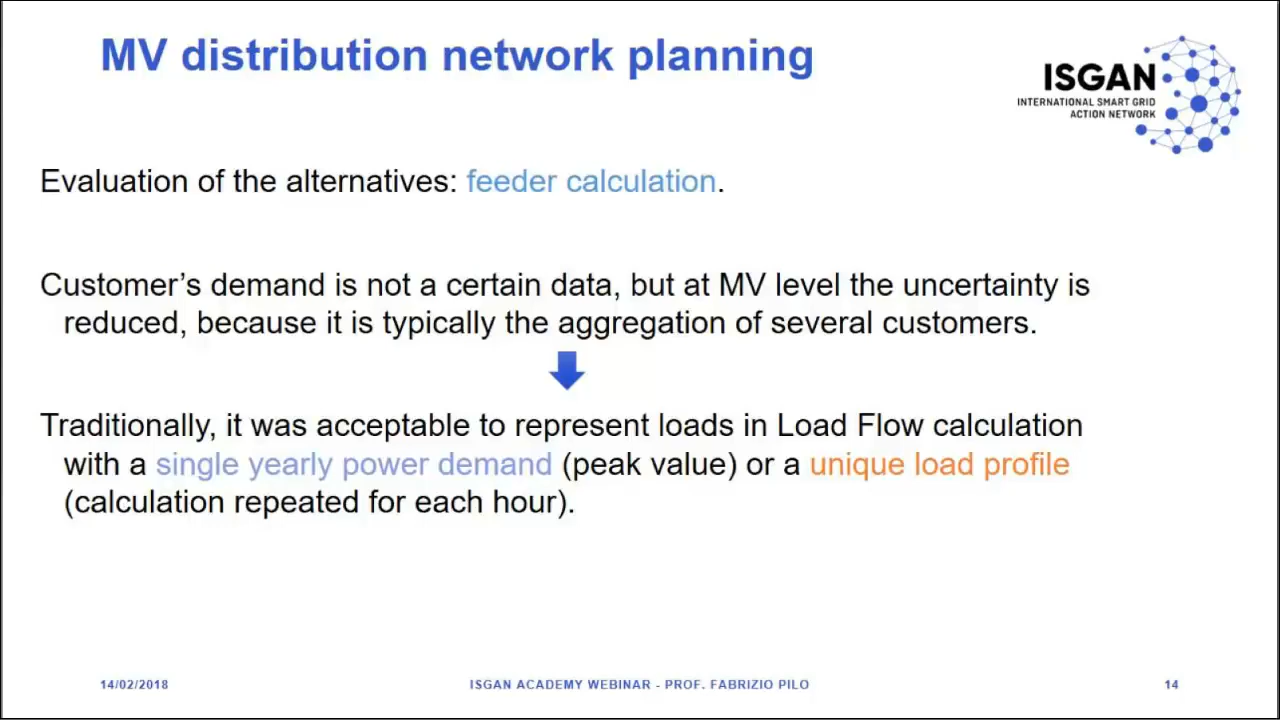 MV distribution network planning
ISGAN
INTERNATIONAL SMART GRID
ACTION NETWORK
Evaluation of the alternatives: feeder calculation.
Customer’s demand is not a certain data, but at MV level the uncertainty is
reduced, because it is typically the aggregation of several customers.
Traditionally, it was acceptable to represent loads in Load Flow calculation
with a single yearly power demand (peak value) or a unique load profile
(calculation repeated for each hour).
14/02/2018
ISGAN ACADEMY WEBINAR - PROF. FABRIZIO PILO
14